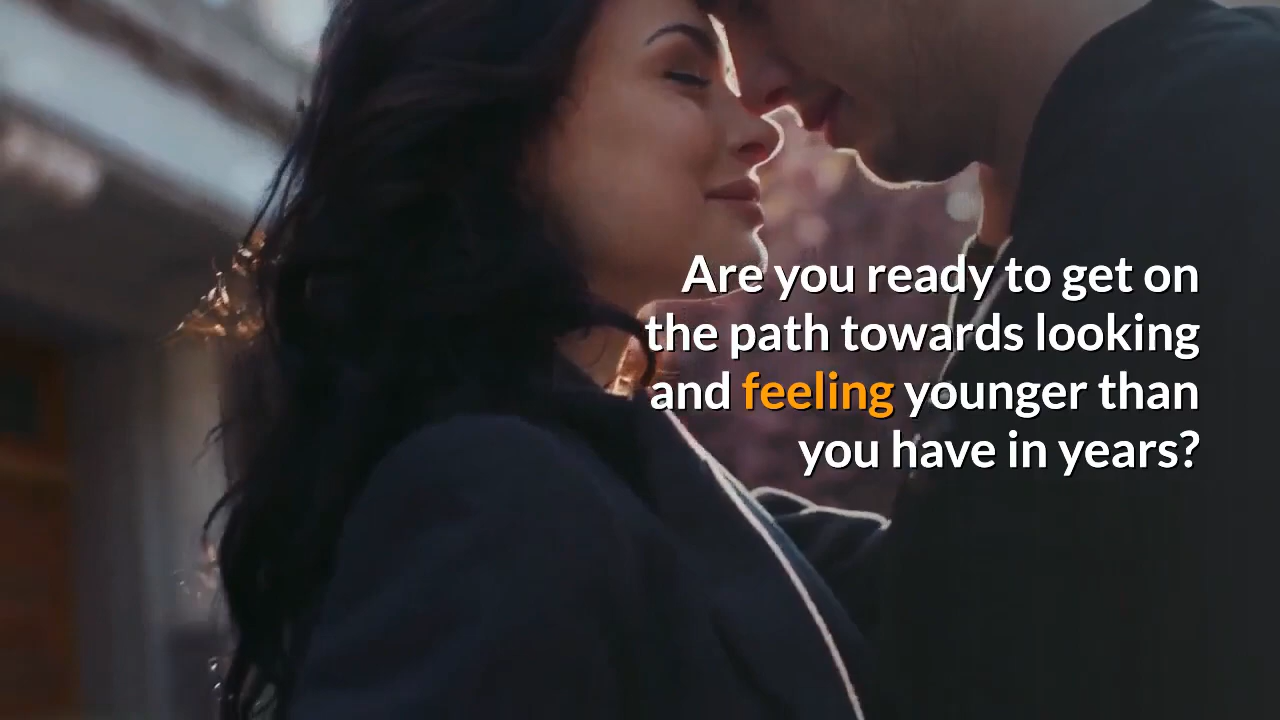 Are you ready to get on
the path towards looking
and feeling younger than
you have in years?